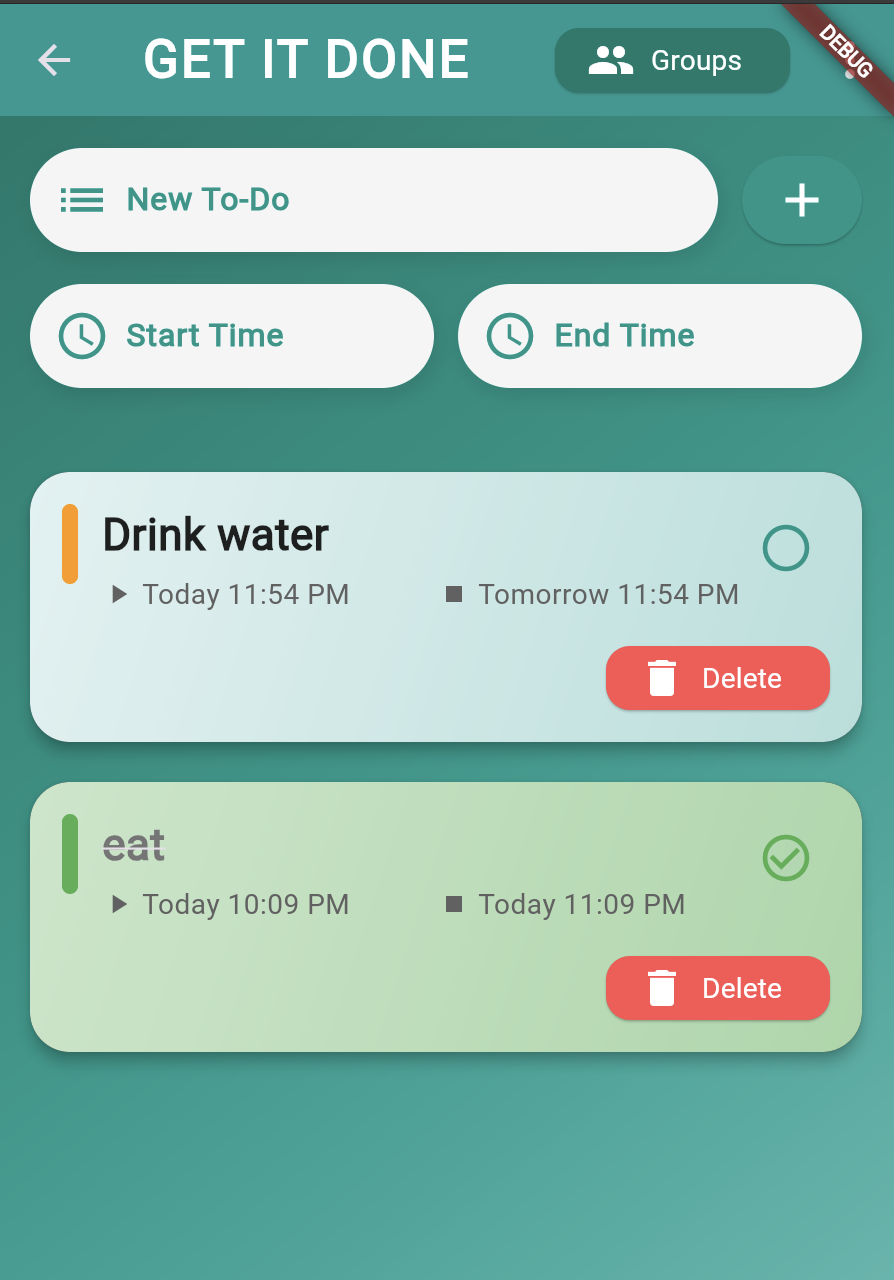 GET IT DONE
Groups
DEBUG
New To-Do
Start Time
End Time
Drink water
Today 11:54 PM
Tomorrow 11:54 PM
Delete
eat
Today 10:09 PM
Today 11:09 PM
Delete